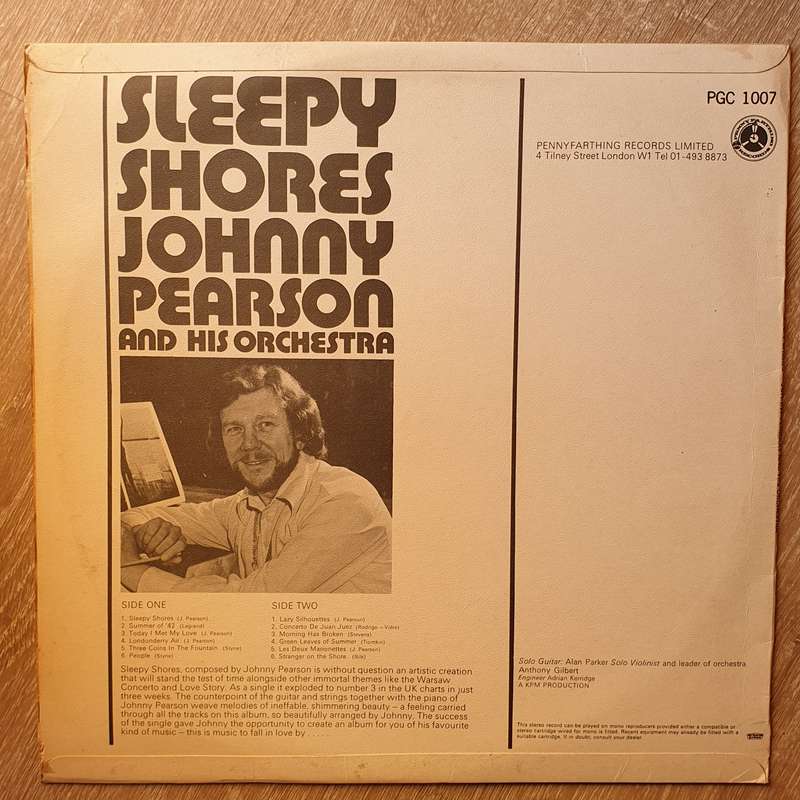 SLEEPY
SHORES
JOHNNY
PEARSON
AND HIS ORCHESTRA
SIDE ONE
1. Sleepy Shores (J. Pearson)
2. Summer of '42 (Legrand)
3. Today I Met My Love (J. Pearson)
4. Londonderry Air. (J. Pearson)
5. Three Coins In The Fountain. (Styne)
6. People. (Styne)
SIDE TWO
1. Lazy Silhouettes (J. Pearson)
2. Concerto De Juan Juez (Rodrigo – Vidre)
3. Morning Has Broken (Stevens)
4. Green Leaves of Summer (Tiomkin)
5. Les Deux Marionettes (J. Pearson)
6. Stranger on the Shore. (Bilk)
Sleepy Shores, composed by Johnny Pearson is without question an artistic creation
that will stand the test of time alongside other immortal themes like the Warsaw
Concerto and Love Story. As a single it exploded to number 3 in the UK charts in just
three weeks. The counterpoint of the guitar and strings together with the piano of
Johnny Pearson weave melodies of ineffable, shimmering beauty – a feeling carried
through all the tracks on this album, so beautifully arranged by Johnny. The success
of the single gave Johnny the opportunity to create an album for you of his favourite
kind of music – this is music to fall in love by . . .
PGC 1007
PENNY FARTHING RECORDS LIMITED
4 Tilney Street London W1 Tel 01-493 8873
Solo Guitar: Alan Parker Solo Violinist and leader of orchestra
Anthony Gilbert
Engineer Adrian Kerridge
A KPM PRODUCTION
This stereo record can be played on mono reproducers provided either a compatible or
stereo cartridge wired for mono is fitted. Recent equipment may already be fitted with a
suitable cartridge. If in doubt, consult your dealer.